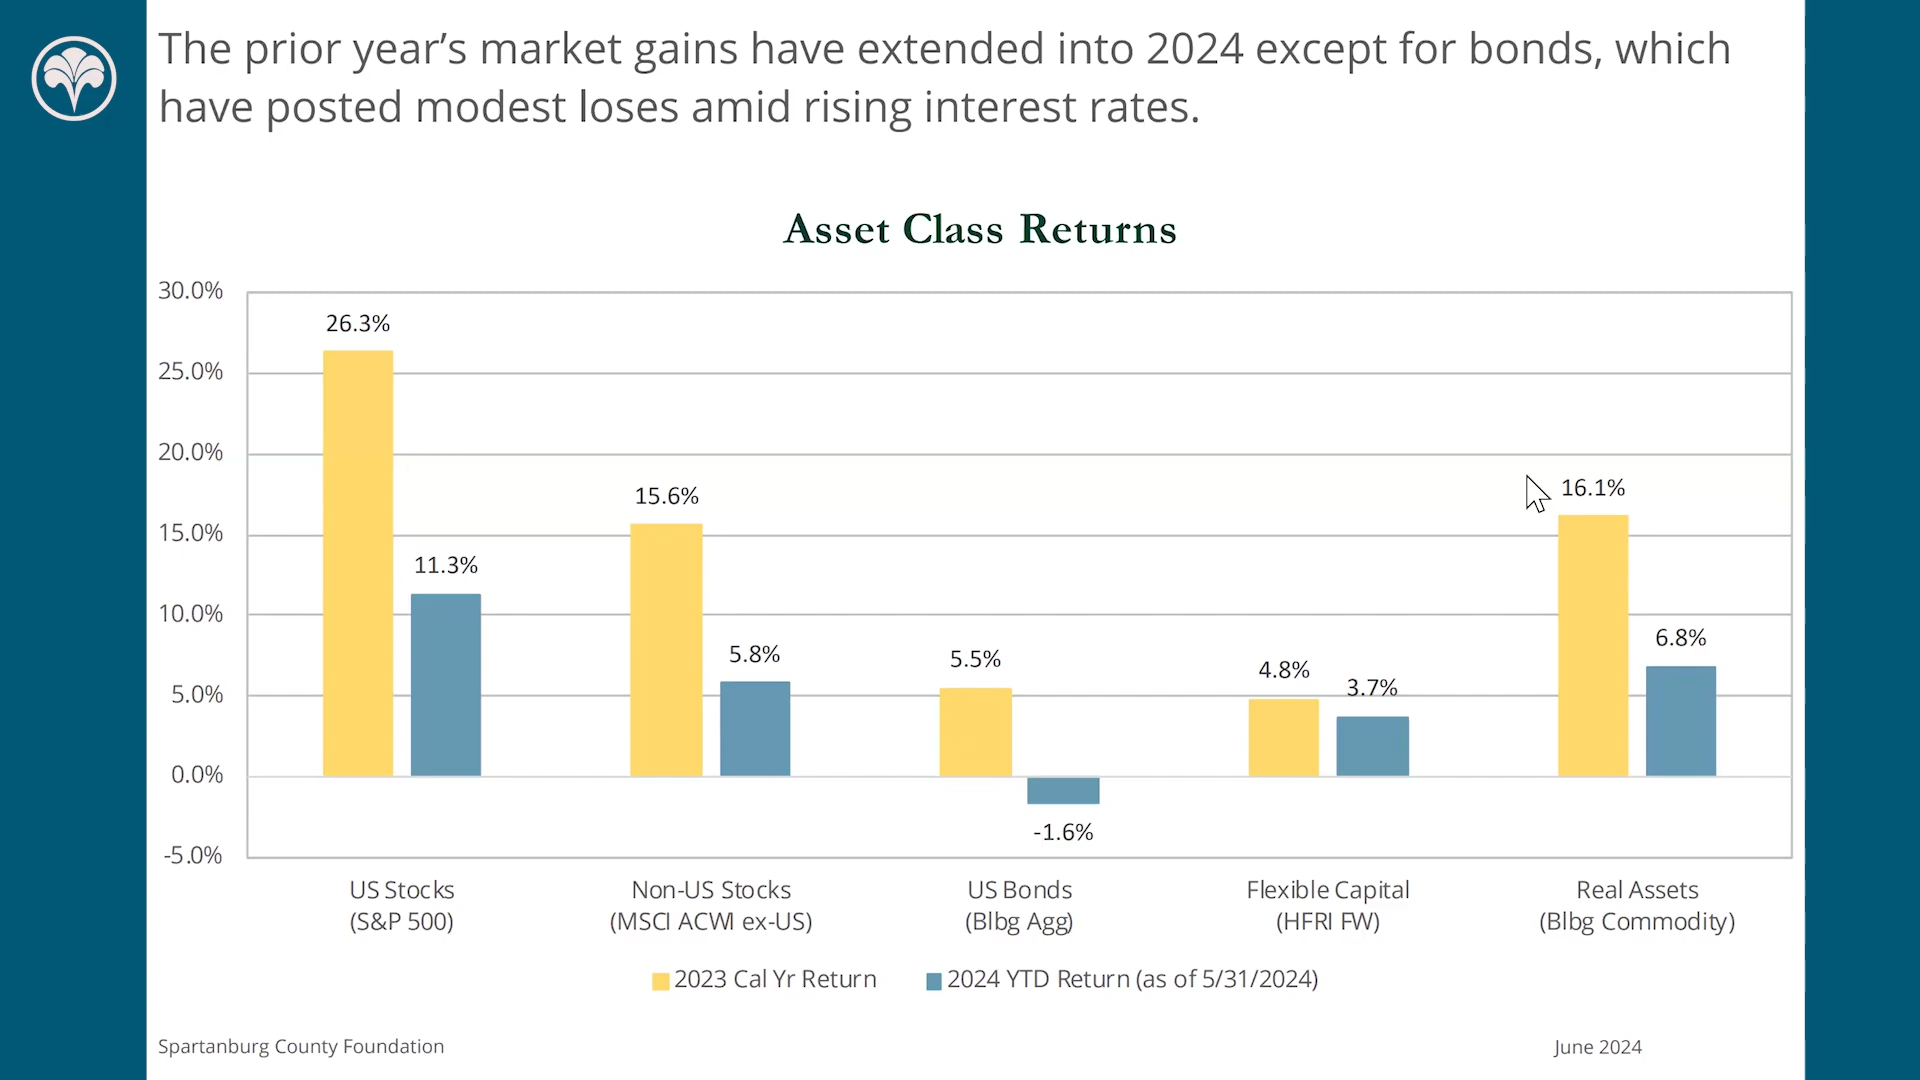 The prior year’s market gains have extended into 2024 except for bonds, which
have posted modest loses amid rising interest rates.
Asset Class Returns
30.0%
25.0%
20.0%
15.0%
10.0%
5.0%
0.0%
-5.0%
26.3%
11.3%
15.6%
5.8%
5.5%
-1.6%
4.8%
3.7%
16.1%
6.8%
US Stocks
(S&P 500)
Non-US Stocks
(MSCI ACWI ex-US)
US Bonds
(Blbg Agg)
Flexible Capital
(HFRI FW)
Real Assets
(Blbg Commodity)
2023 Cal Yr Return
2024 YTD Return (as of 5/31/2024)
Spartanburg County Foundation
June 2024